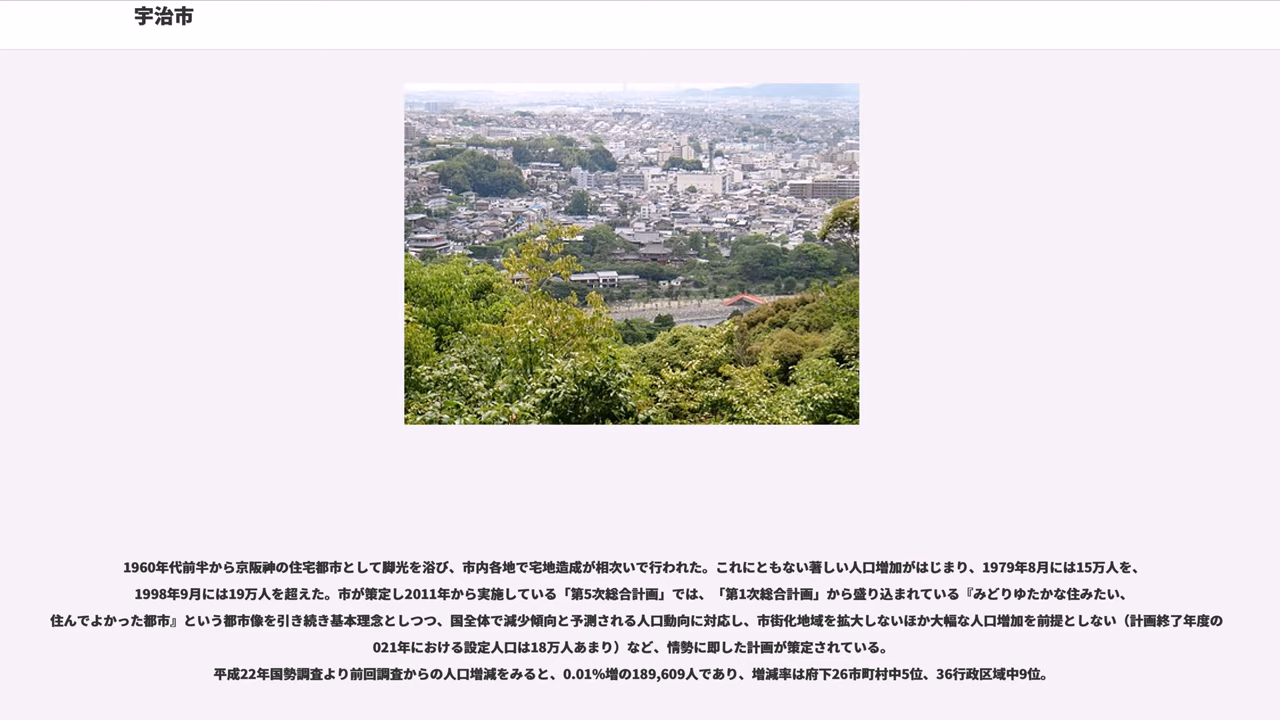 宇治市
1960年代前半から京阪神の住宅都市として脚光を浴び、市内各地で宅地造成が相次いで行われた。これにともない著しい人口増加がはじまり、1979年8月には15万人を、
1998年9月には19万人を超えた。市が策定し2011年から実施している「第5次総合計画」では、「第1次総合計画」から盛り込まれている『みどりゆたかな住みたい、
住んでよかった都市』という都市像を引き続き基本理念としつつ、国全体で減少傾向と予測される人口動向に対応し、市街化地域を拡大しないほか大幅な人口増加を前提としない（計画終了年度の
021年における設定人口は18万人あまり）など、情勢に即した計画が策定されている。
平成22年国勢調査より前回調査からの人口増減をみると、0.01%増の189,609人であり、増減率は府下26市町村中5位、36行政区域中9位。